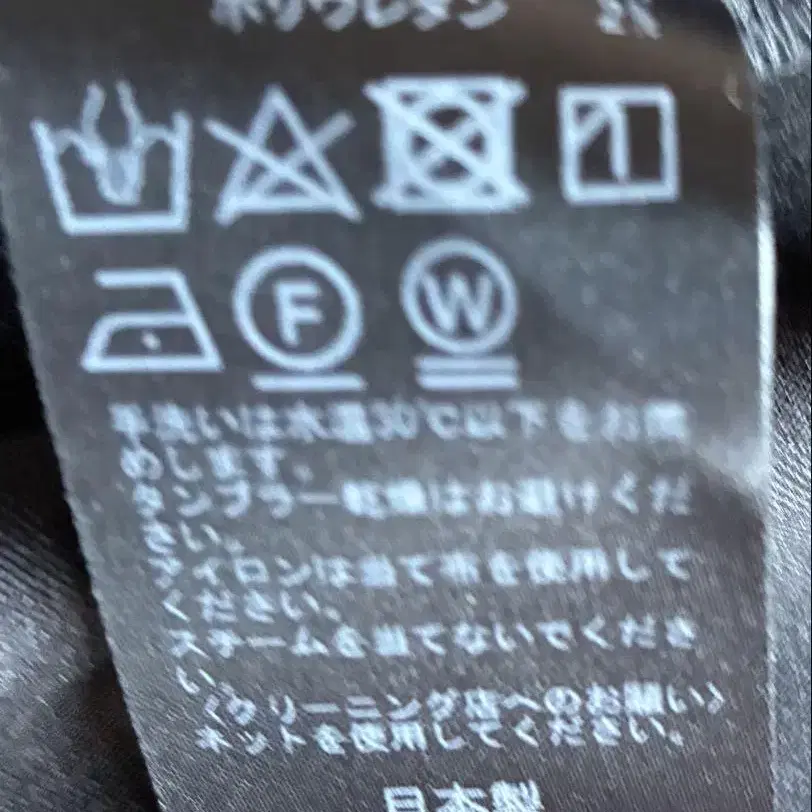 ポリウレタン 2%
F W
手洗いは水温30℃以下をお薦
めします。
タンブラー乾燥はお避けくだ
さい。
アイロンは当て布を使用して
ください。
スチームを当てないでくださ
い。
〈クリーニング店へのお願い〉
ネットを使用してください。
日本製